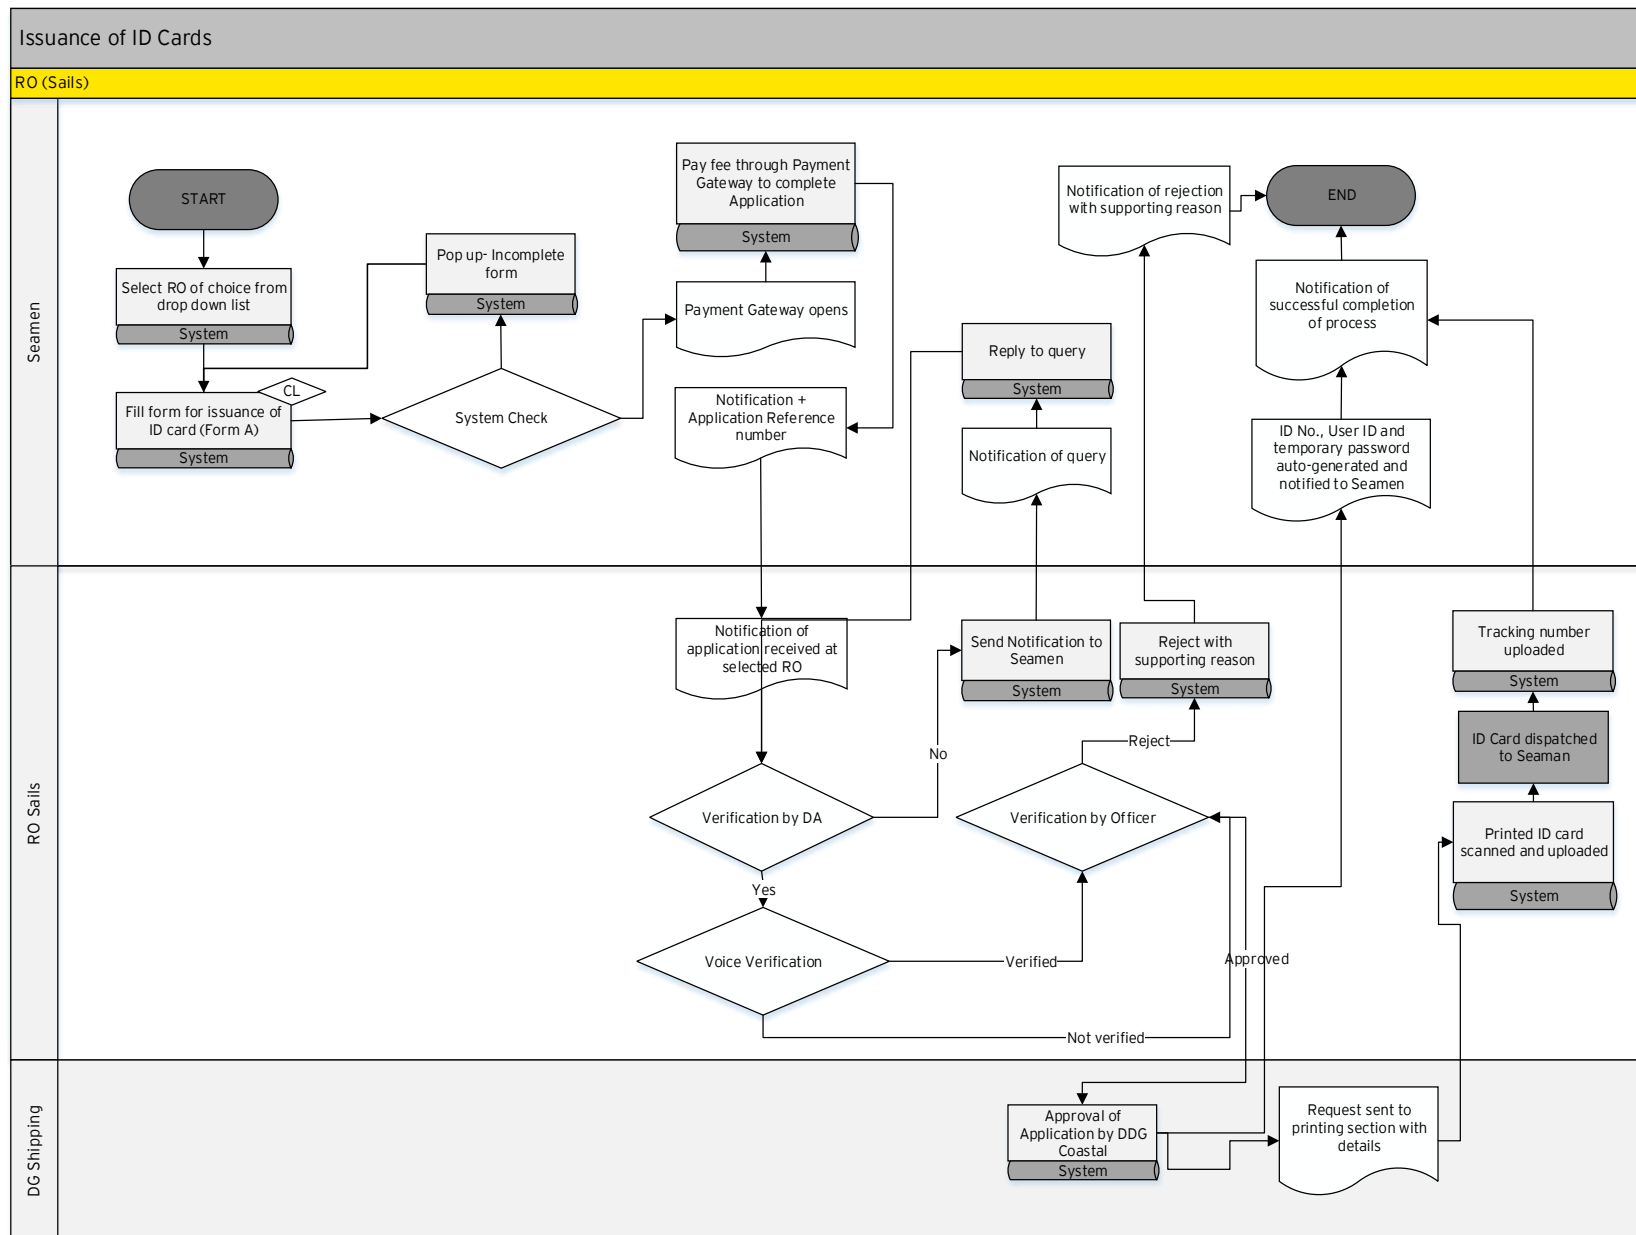 Issuance of ID Cards
RO (Sails)
Seamen
START
Select RO of choice from
drop down list
System
CL
Fill form for issuance of
ID card (Form A)
System
Pop up- Incomplete
form
System
System Check
Pay fee through Payment
Gateway to complete
Application
System
Payment Gateway opens
Notification +
Application Reference
number
Reply to query
System
Notification of query
Notification of rejection
with supporting reason
END
Notification of
successful completion
of process
ID No., User ID and
temporary password
auto-generated and
notified to Seamen
RO Sails
Notification of
application received at
selected RO
Send Notification to
Seamen
System
Reject with
supporting reason
System
Tracking number
uploaded
System
ID Card dispatched
to Seaman
Printed ID card
scanned and uploaded
System
No
Reject
Verification by DA
Verification by Officer
Yes
Voice Verification
Verified
Approved
Not verified
DG Shipping
Approval of
Application by DDG
Coastal
System
Request sent to
printing section with
details